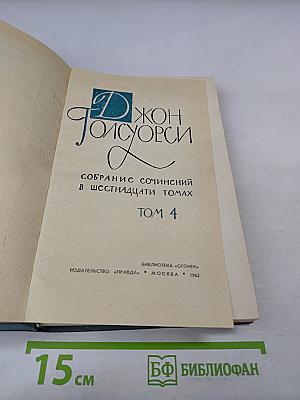 Джон
Голсуорси
СОБРАНИЕ СОЧИНЕНИЙ
В ШЕСТНАДЦАТИ ТОМАХ
ТОМ 4
БИБЛИОТЕКА «ОГОНЕК»
ИЗДАТЕЛЬСТВО «ПРАВДА» • МОСКВА • 1962
15 см
БФ БИБЛИОФАН